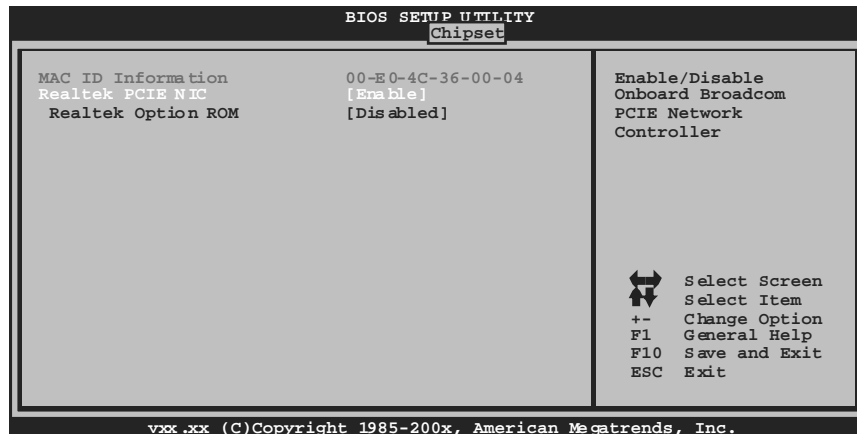 BIOS SETUP UTILITY
Chipset
MAC ID Information 00-E0-4C-36-00-04
Realtek PCIE NIC [Enable]
Realtek Option ROM [Disabled]
Enable/Disable
Onboard Broadcom
PCIE Network
Controller
Select Screen
Select Item
+- Change Option
F1 General Help
F10 Save and Exit
ESC Exit
vxx.xx (C)Copyright 1985-200x, American Megatrends, Inc.